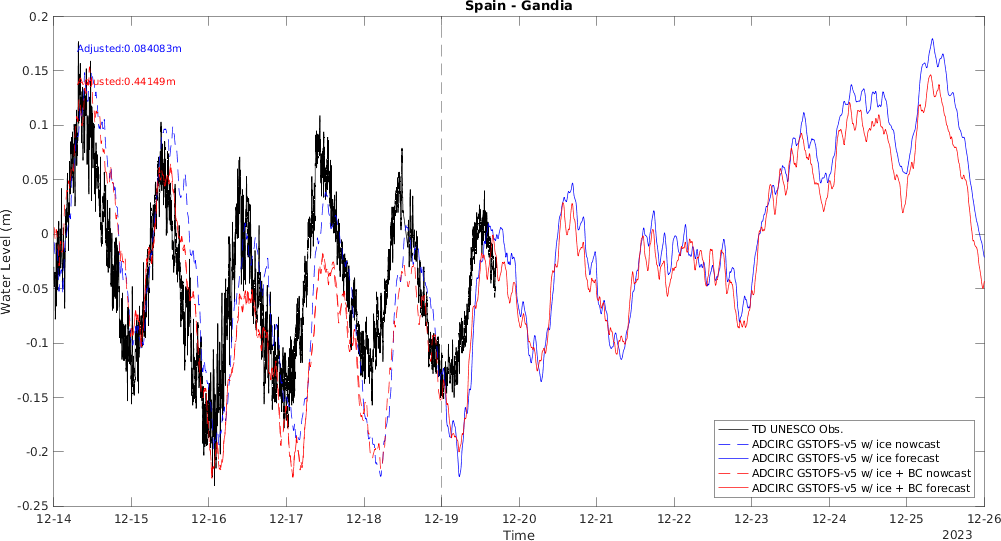 Spain - Gandia
Adjusted:0.084083m
Adjusted:0.44149m
Water Level (m)
0.2
0.15
0.1
0.05
0
-0.05
-0.1
-0.15
-0.2
-0.25
12-14
12-15
12-16
12-17
12-18
12-19
12-20
12-21
12-22
12-23
12-24
12-25
12-26
Time
2023
TD UNESCO Obs.
ADCIRC GSTOFS-v5 w/ ice nowcast
ADCIRC GSTOFS-v5 w/ ice forecast
ADCIRC GSTOFS-v5 w/ ice + BC nowcast
ADCIRC GSTOFS-v5 w/ ice + BC forecast